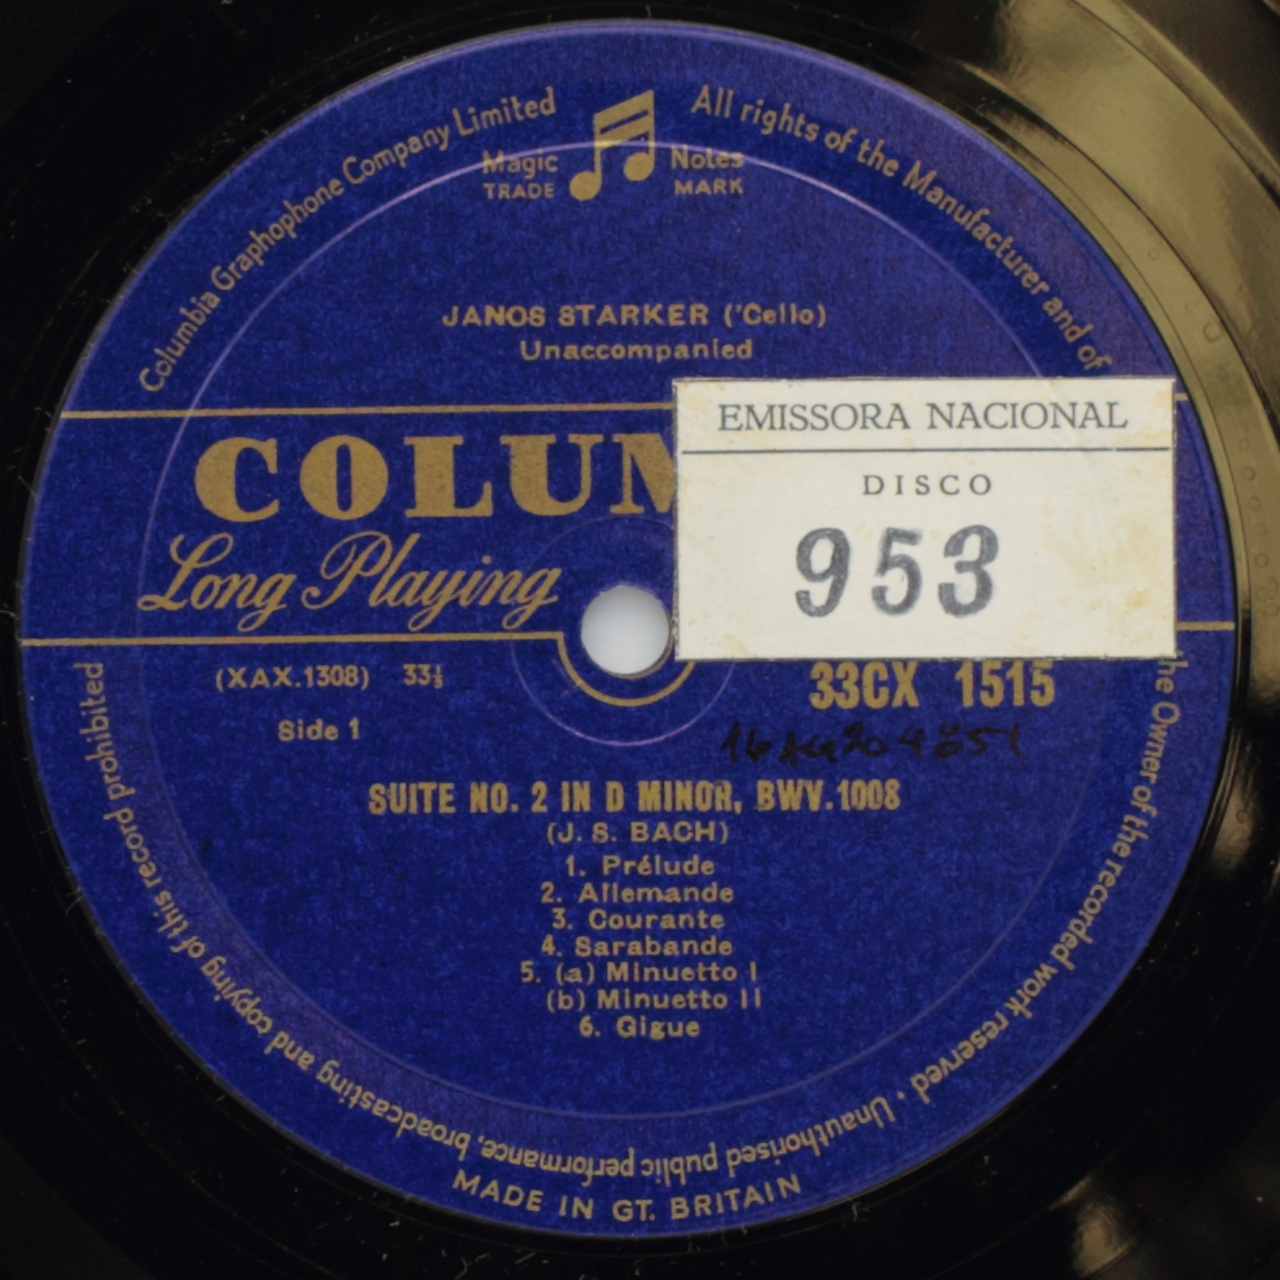 Columbia Graphophone Company Limited
All rights of the Manufacturer and of
the Owner of the recorded work reserved . Unauthorised public performance, broadcasting and copying of this record prohibited
Magic Notes
TRADE MARK
JANOS STARKER ('Cello)
Unaccompanied
COLUM
Long Playing
EMISSORA NACIONAL
DISCO
953
(XAX.1308) 33⅓
33CX 1515
Side 1
SUITE NO. 2 IN D MINOR, BWV.1008
(J. S. BACH)
1. Prélude
2. Allemande
3. Courante
4. Sarabande
5. (a) Minuetto I
(b) Minuetto II
6. Gigue
MADE IN GT. BRITAIN